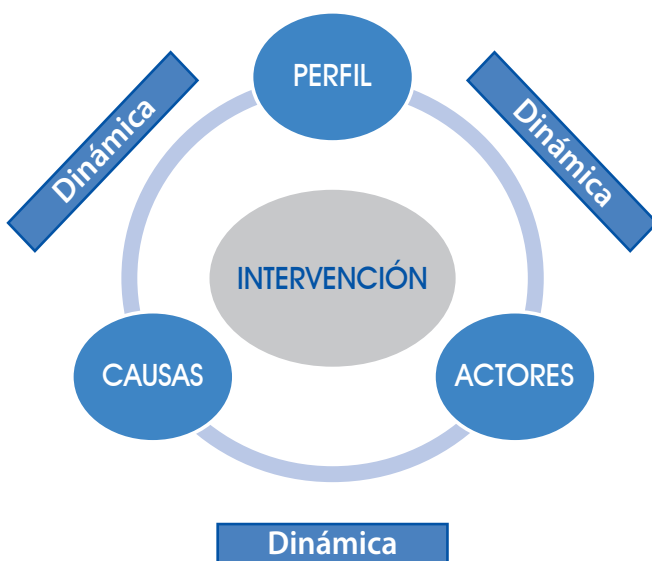 PERFIL
Dinámica
Dinámica
INTERVENCIÓN
CAUSAS
ACTORES
Dinámica